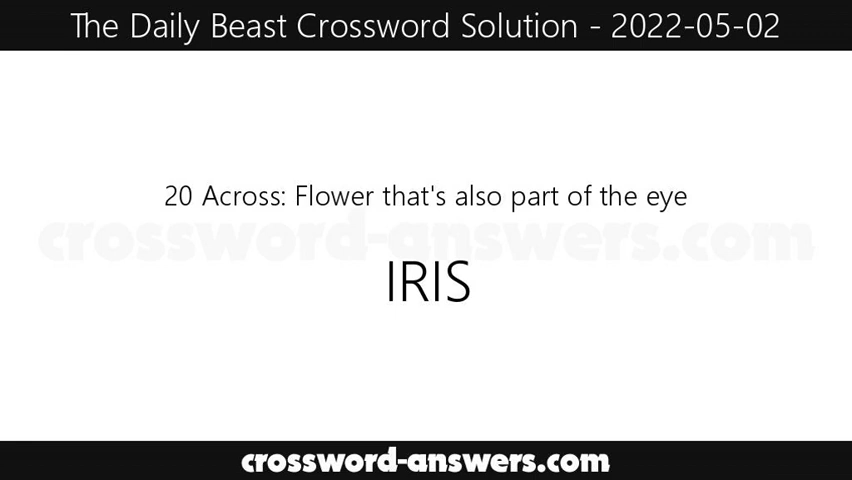 The Daily Beast Crossword Solution - 2022-05-02
20 Across: Flower that's also part of the eye
crossword-answers.com
IRIS
crossword-answers.com